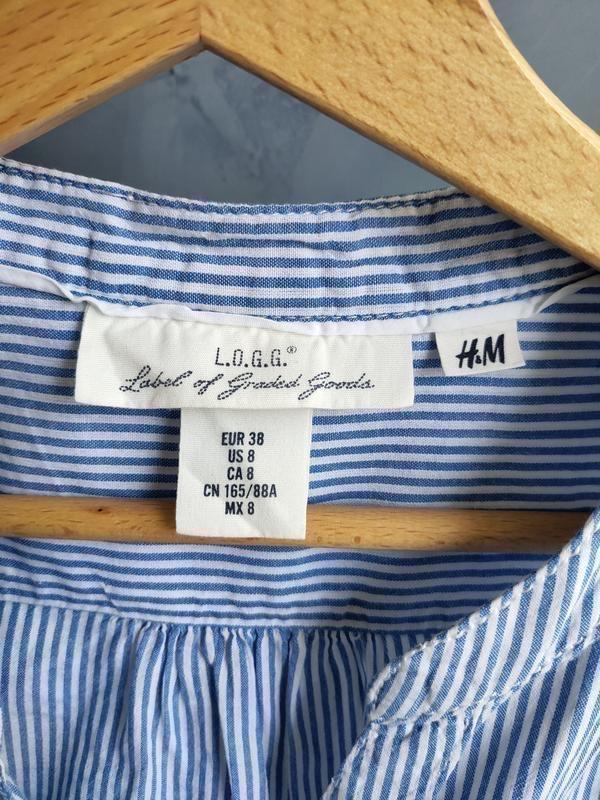 L.O.G.G.®
Label of Graded Goods
H&M
EUR 38
US 8
CA 8
CN 165/88A
MX 8